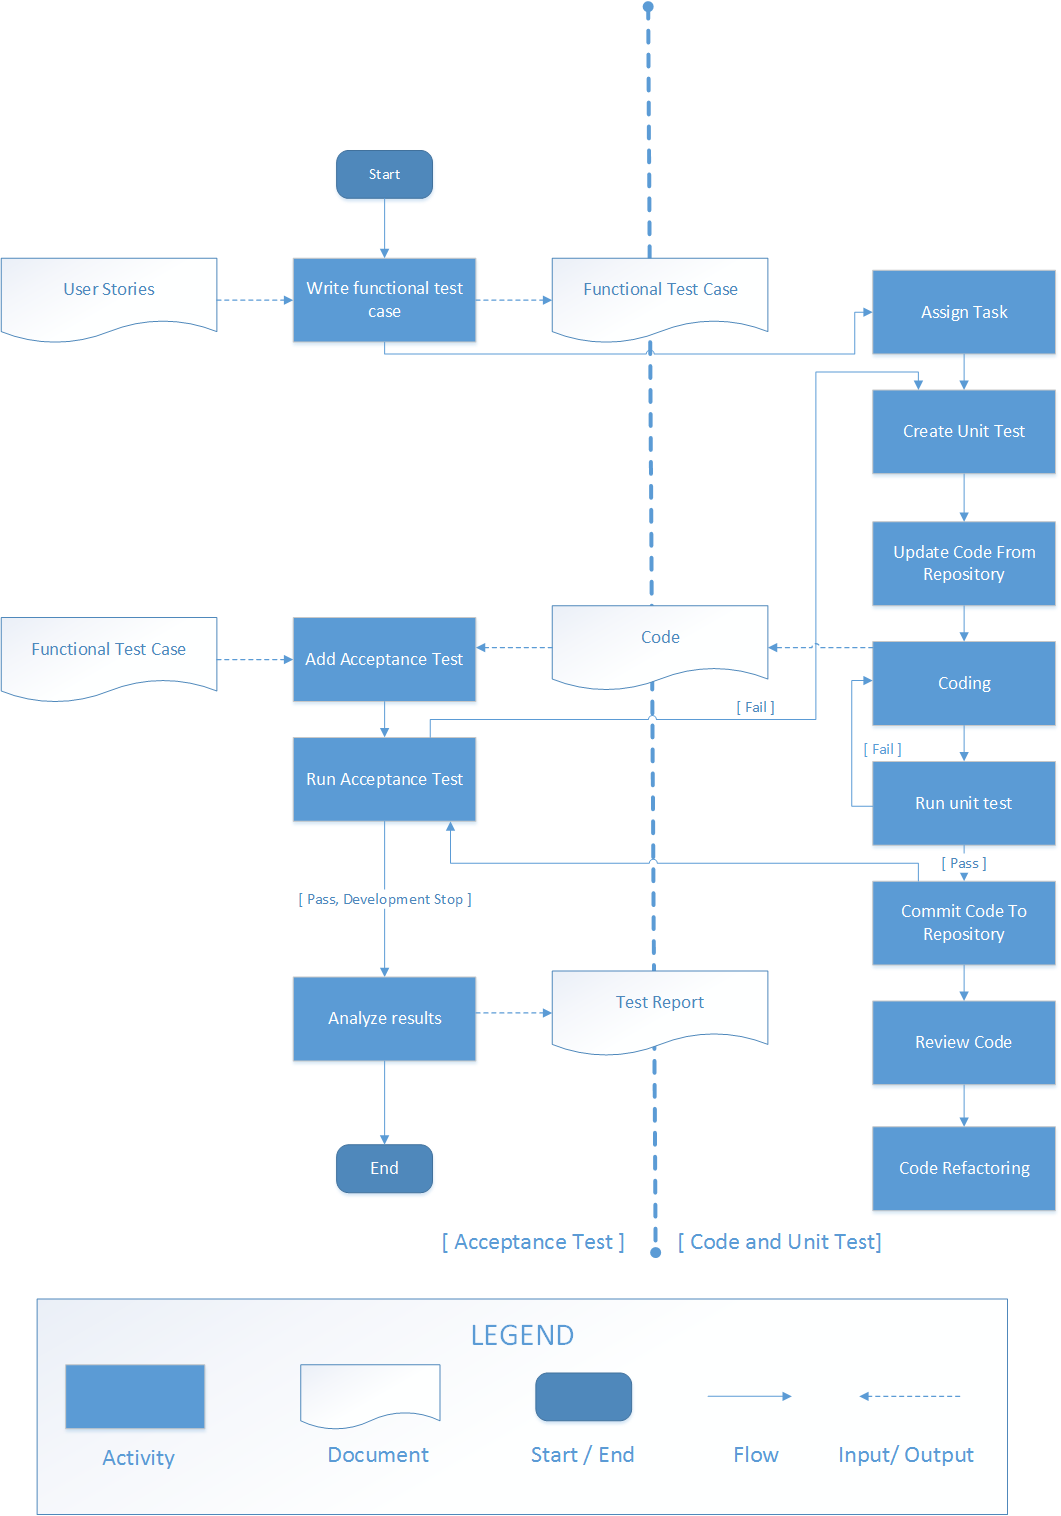 Start
User Stories
Write functional test
case
Functional Test Case
Assign Task
Create Unit Test
Update Code From
Repository
Functional Test Case
Add Acceptance Test
Code
Coding
[ Fail ]
[ Fail ]
Run Acceptance Test
Run unit test
[ Pass ]
[ Pass, Development Stop ]
Commit Code To
Repository
Analyze results
Test Report
Review Code
End
Code Refactoring
[ Acceptance Test ]
[ Code and Unit Test]
LEGEND
Activity
Document
Start / End
Flow
Input/ Output